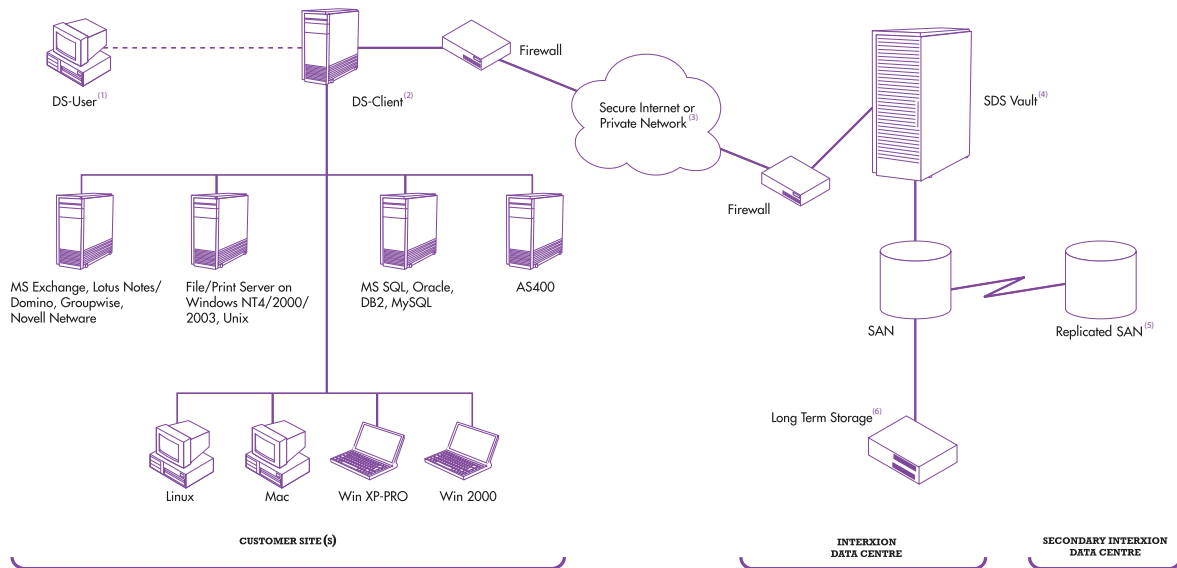 Firewall
DS-User (1)
DS-Client (2)
Secure Internet or
Private Network (3)
SDS Vault (4)
Firewall
MS Exchange, Lotus Notes/
Domino, Groupwise,
Novell Netware
File/Print Server on
Windows NT4/2000/
2003, Unix
MS SQL, Oracle,
DB2, MySQL
AS400
SAN
Replicated SAN (5)
Long Term Storage (6)
Linux
Mac
Win XP-PRO
Win 2000
CUSTOMER SITE(S)
INTERXION
DATA CENTRE
SECONDARY INTERXION
DATA CENTRE